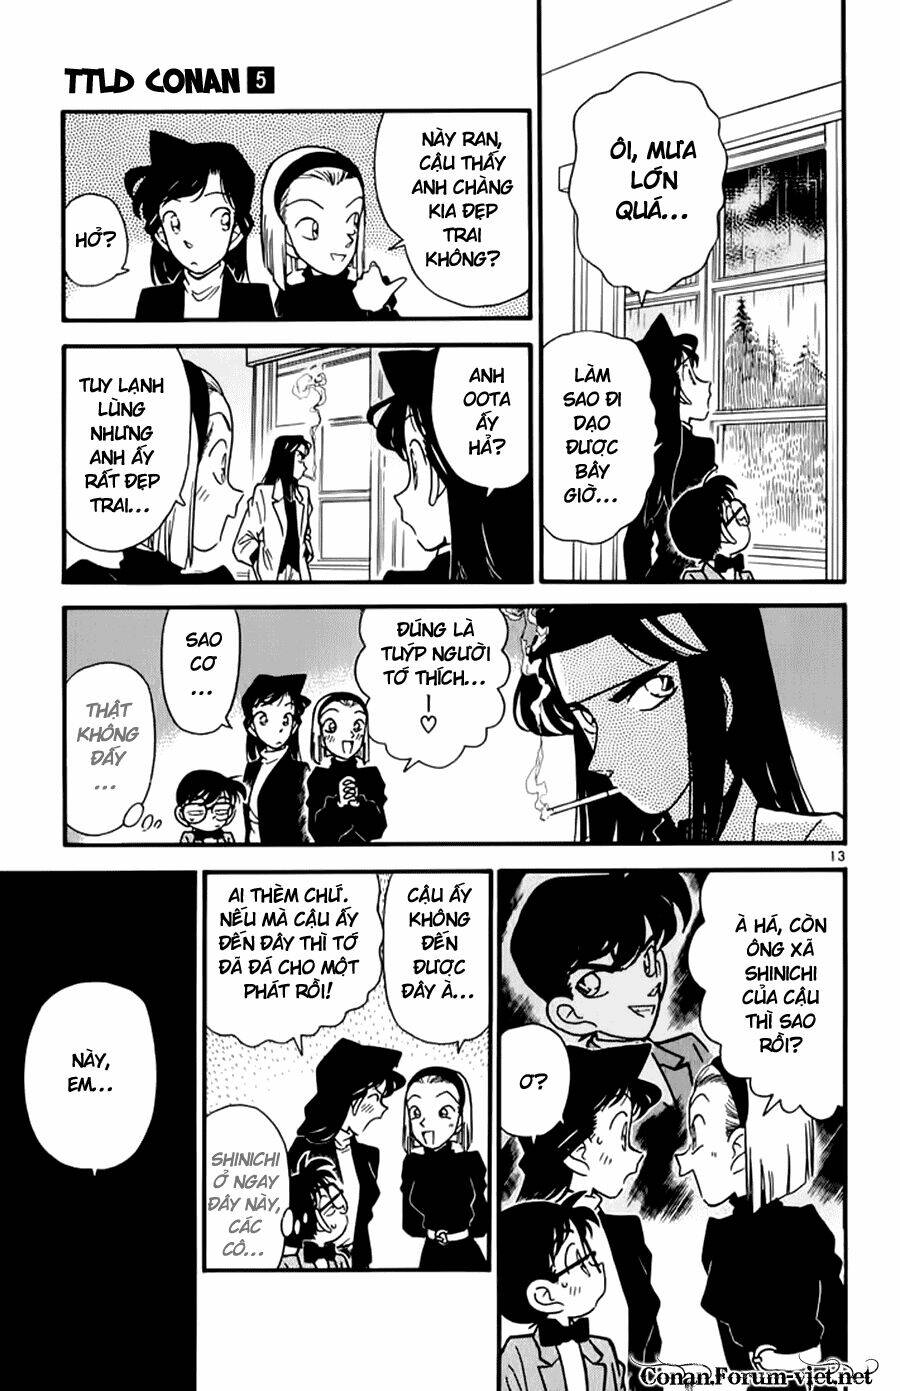 TTLD CONAN 5
ÔI, MƯA
LỚN
QUÁ...
LÀM
SAO ĐI
DẠO
ĐƯỢC
BÂY
GIỜ...
NÀY RAN,
CẬU THẤY
ANH CHÀNG
KIA ĐẸP
TRAI
KHÔNG?
HỞ?
ANH
OOTA
ẤY
HẢ?
TUY LẠNH
LÙNG
NHƯNG
ANH ẤY
RẤT ĐẸP
TRAI...
ĐÚNG LÀ
TUÝP NGƯỜI
TỚ THÍCH...
♡
SAO
CƠ
...
THẬT
KHÔNG
ĐẤY
...
13
À HÁ, CÒN
ÔNG XÃ
SHINICHI
CỦA CẬU
THÌ SAO
RỒI?
Ơ?
CẬU ẤY
KHÔNG
ĐẾN
ĐƯỢC
ĐÂY À...
AI THÈM CHỨ.
NẾU MÀ CẬU ẤY
ĐẾN ĐÂY THÌ TỚ
ĐÃ ĐÁ CHO MỘT
PHÁT RỒI!
SHINICHI
Ở NGAY
ĐÂY NÀY,
CÁC
CÔ...
NÀY,
EM...
Conan.Forum-viet.net